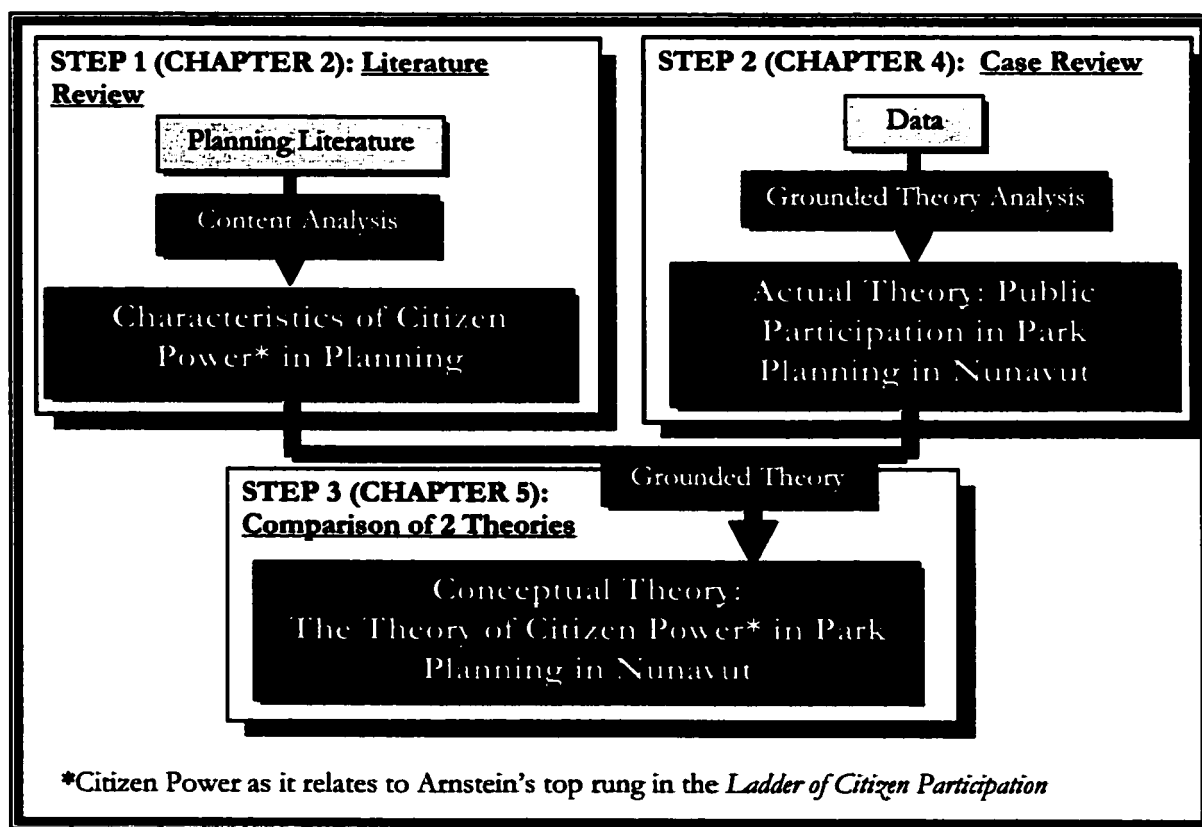 STEP 1 (CHAPTER 2): Literature
Review
Planning Literature
Content Analysis
Characteristics of Citizen
Power* in Planning
STEP 2 (CHAPTER 4): Case Review
Data
Grounded Theory Analysis
Actual Theory: Public
Participation in Park
Planning in Nunavut
Grounded Theory
STEP 3 (CHAPTER 5):
Comparison of 2 Theories
Conceptual Theory:
The Theory of Citizen Power* in Park
Planning in Nunavut
*Citizen Power as it relates to Arnstein's top rung in the Ladder of Citizen Participation